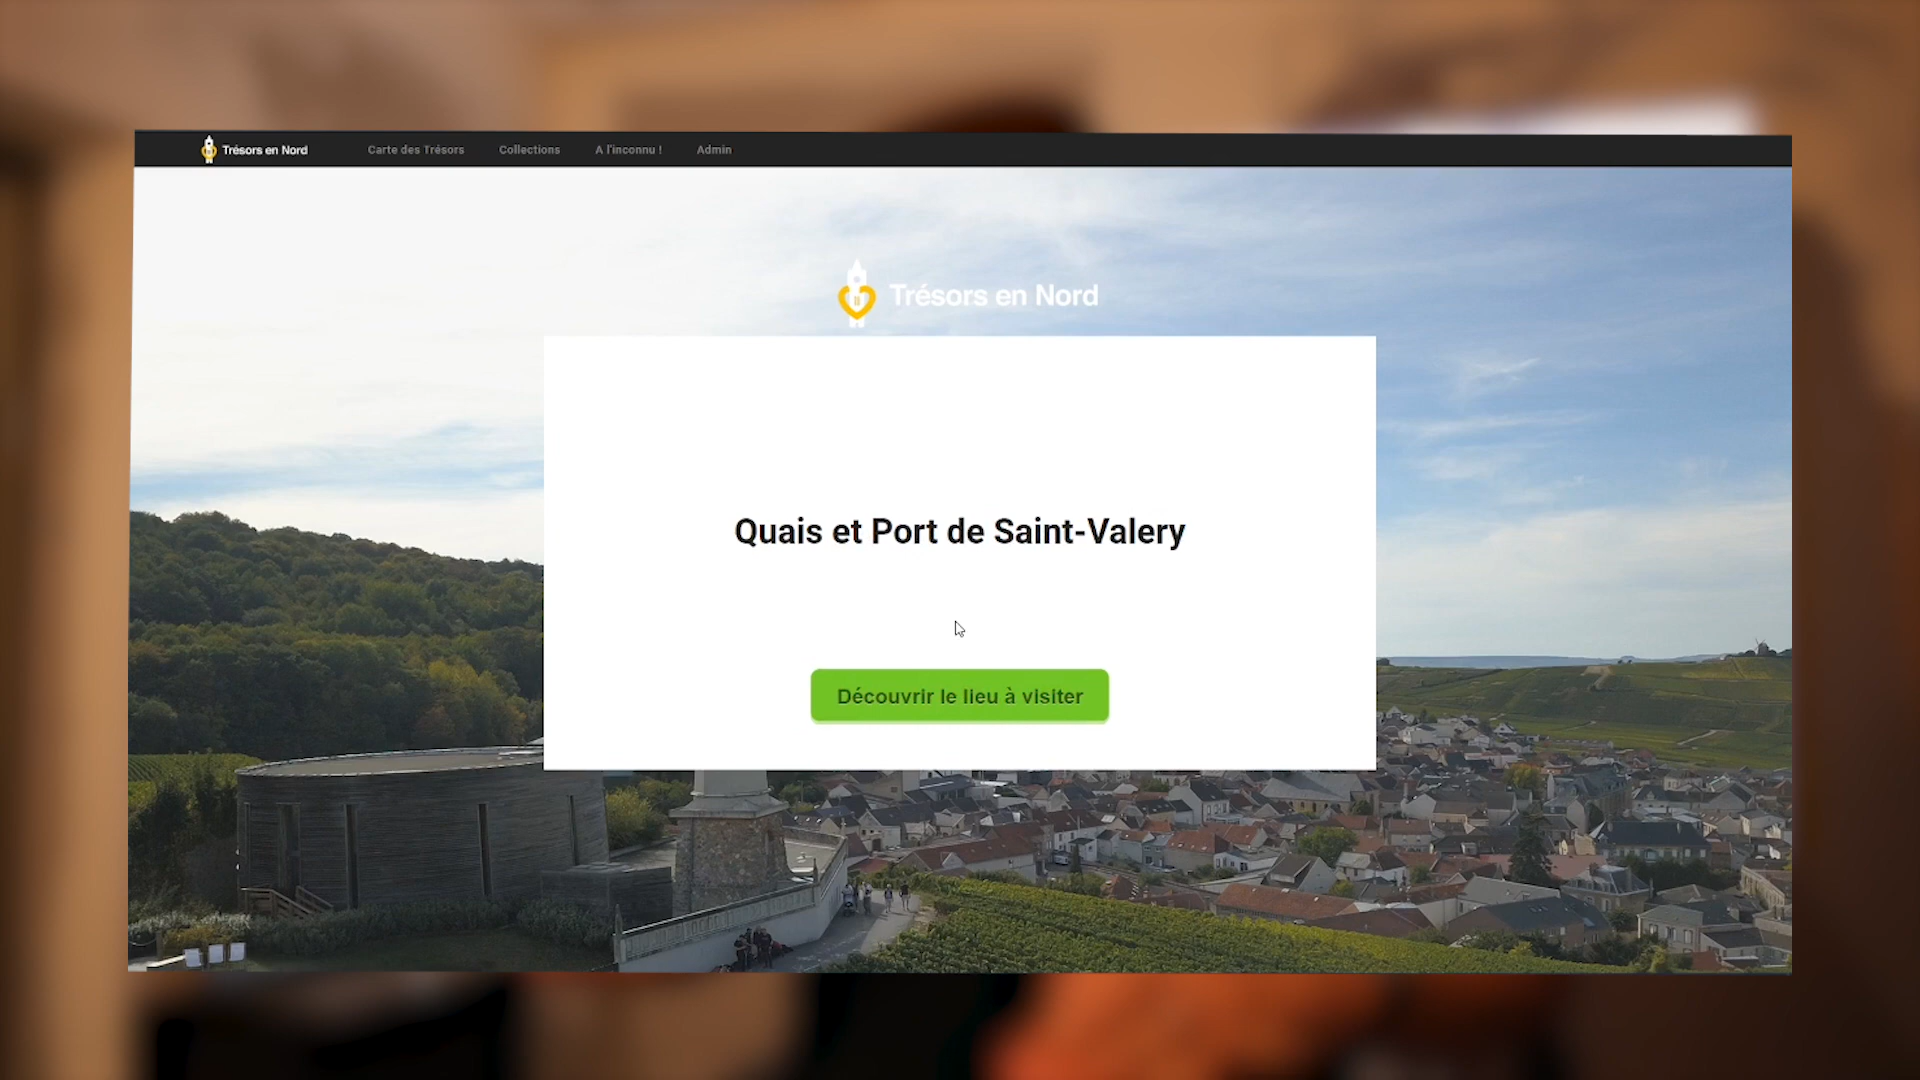 Trésors en Nord
Carte des Trésors
Collections
A l'inconnu !
Admin
Trésors en Nord
Quais et Port de Saint-Valery
Découvrir le lieu à visiter